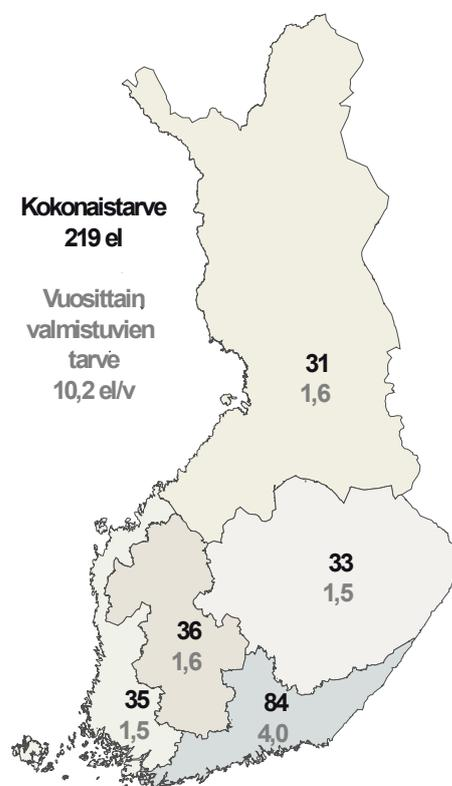 Kokonaistarve
219 el
Vuosittain
valmistuvien
tarve
10,2 el/v
31
1,6
33
1,5
36
1,6
35
1,5
84
4,0